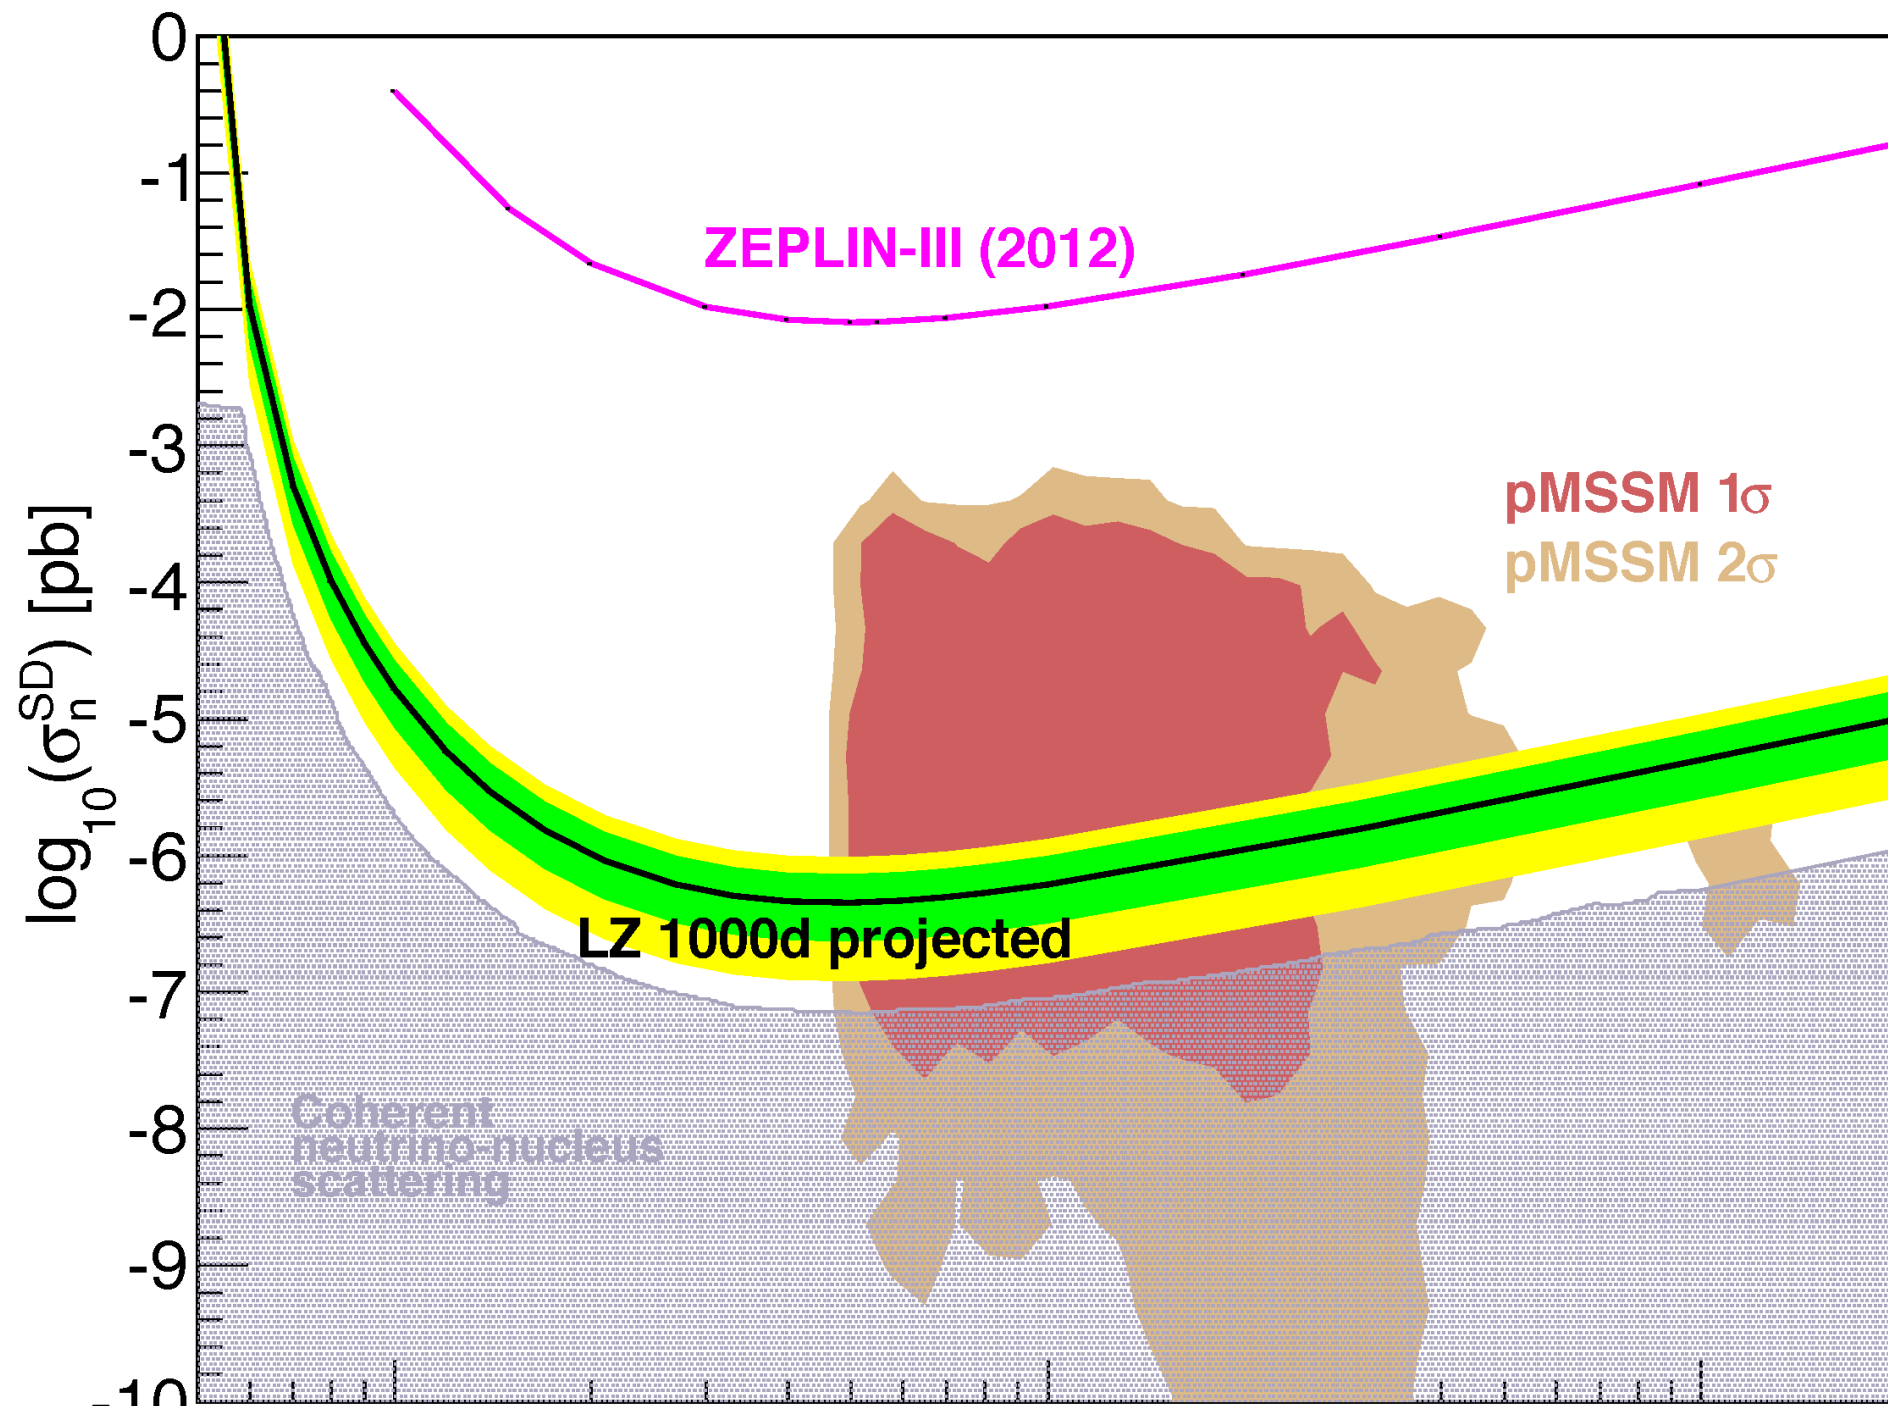 0
-1
ZEPLIN-III (2012)
-2
-3
pMSSM 1σ
pMSSM 2σ
-4
log10(σnSD) [pb]
-5
-6
LZ 1000d projected
-7
Coherent
neutrino-nucleus
scattering
-8
-9
-10